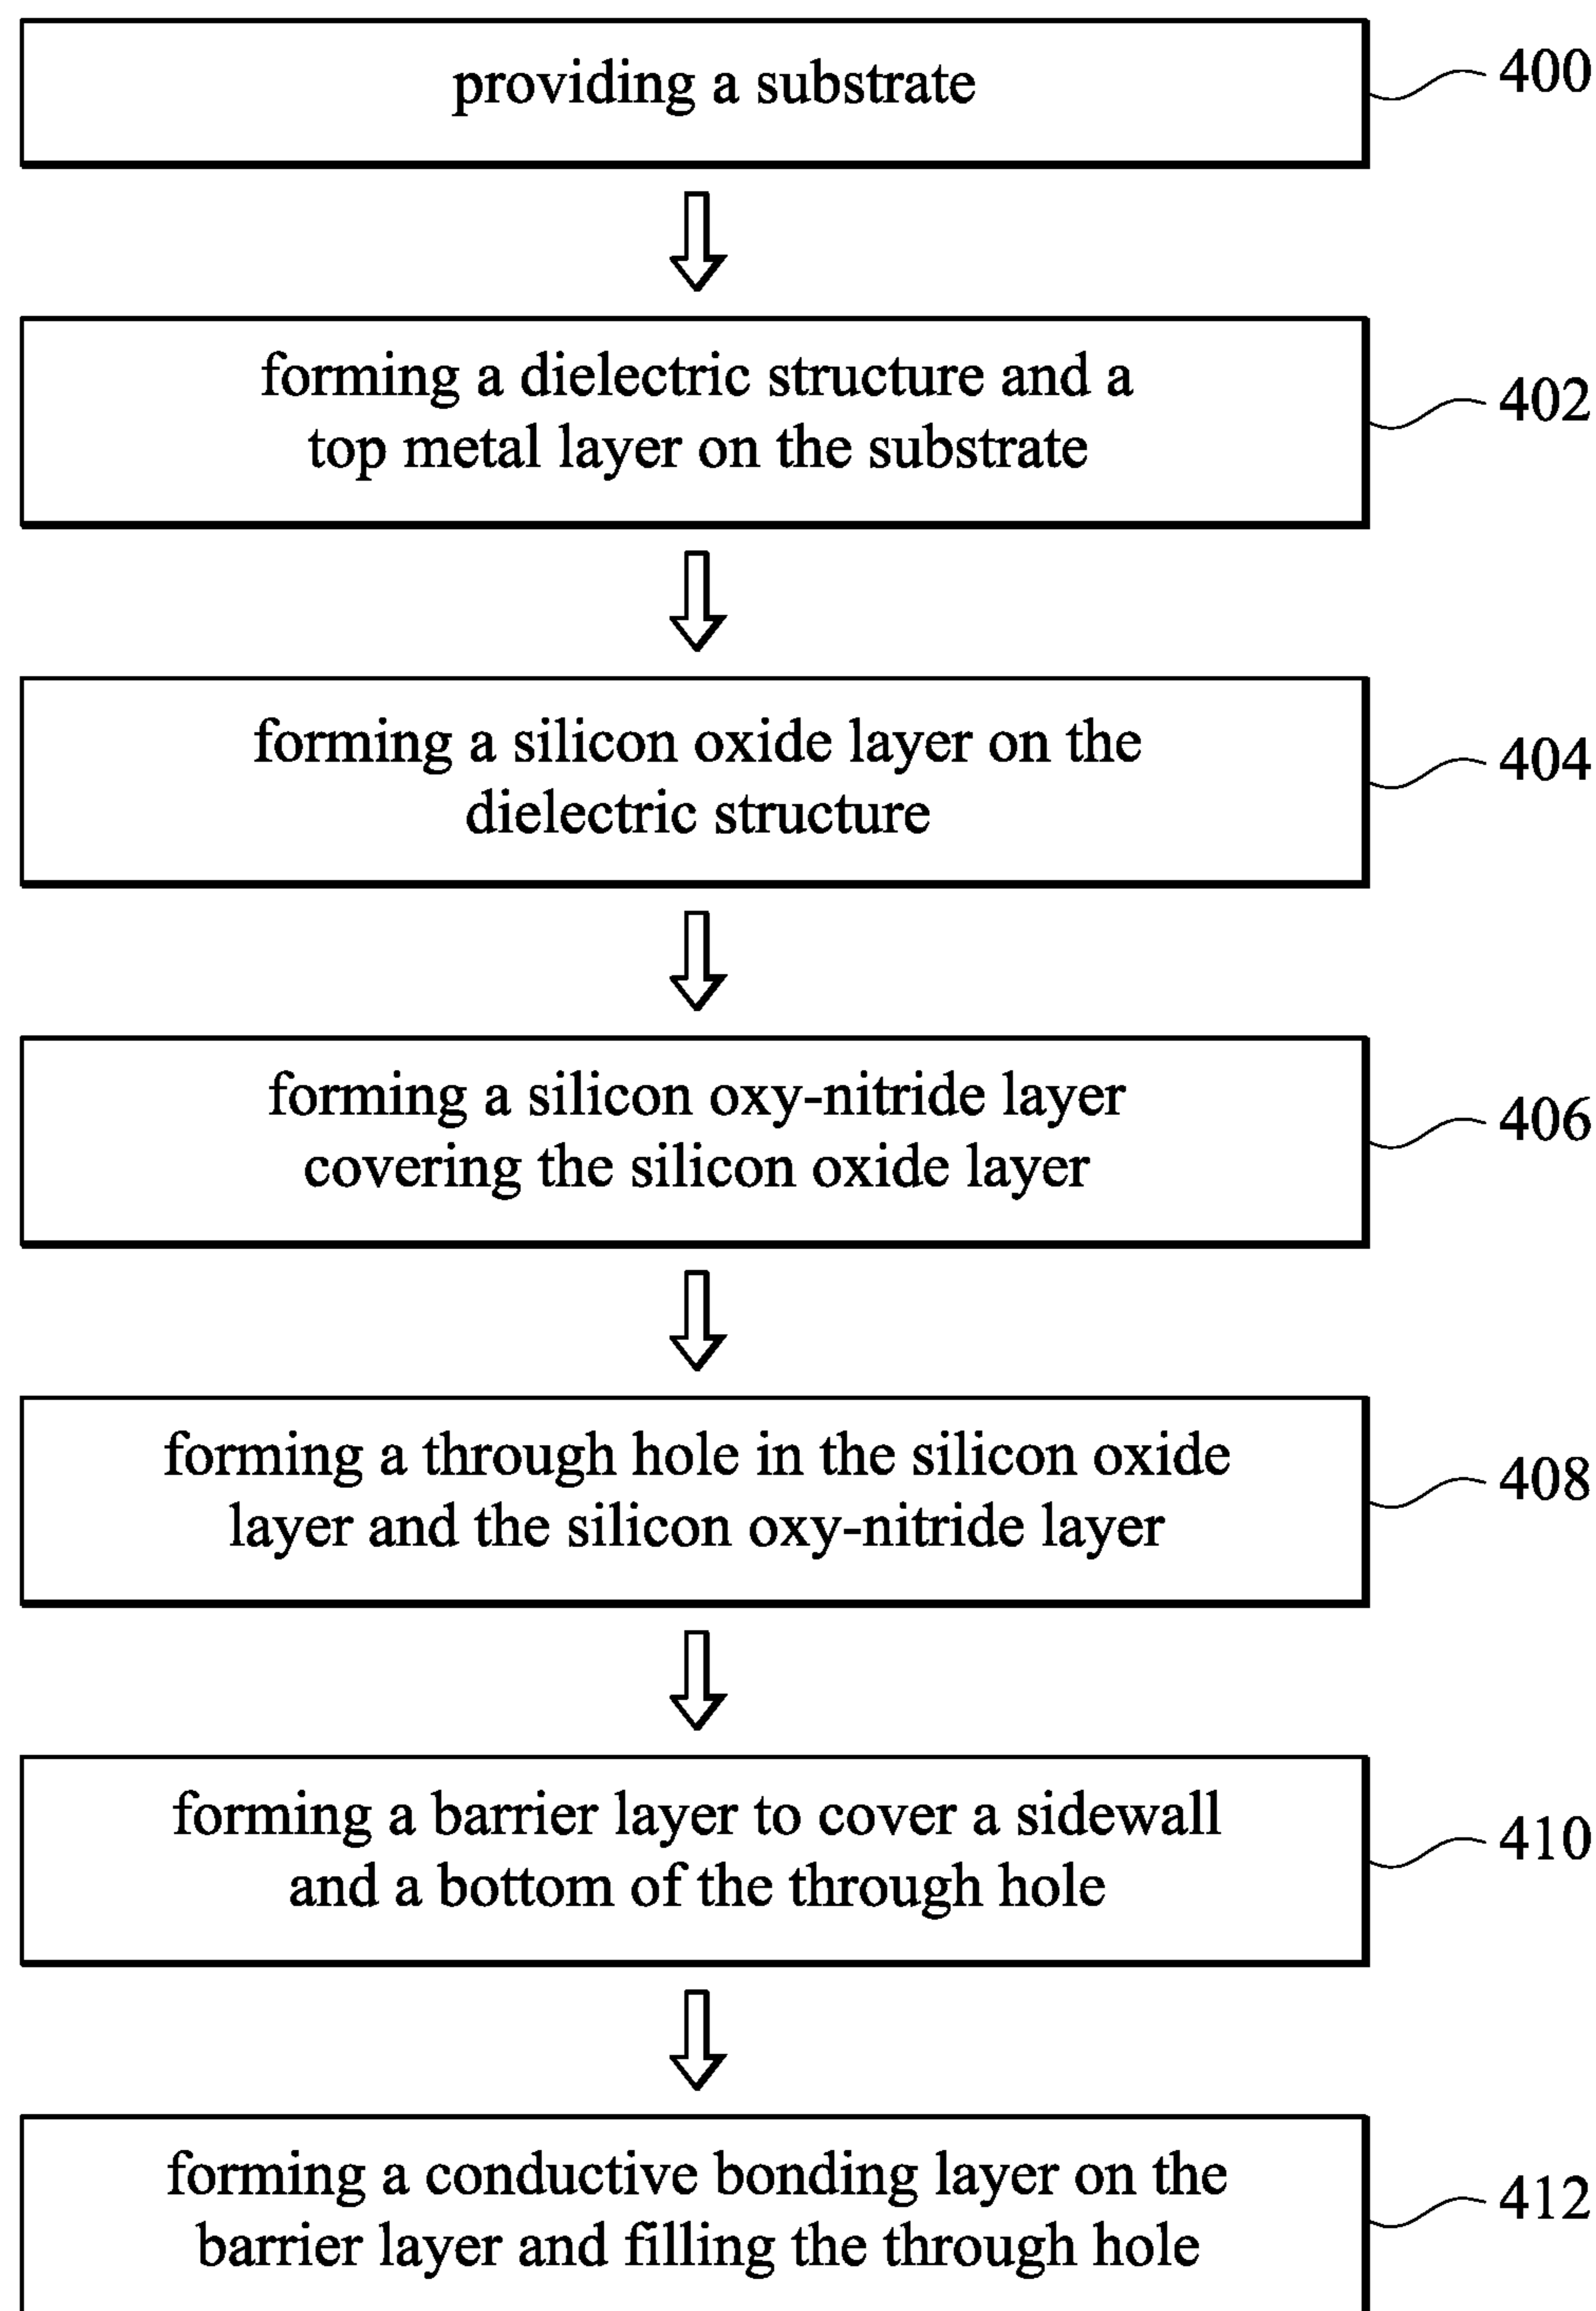 providing a substrate
400
forming a dielectric structure and a
top metal layer on the substrate
402
forming a silicon oxide layer on the
dielectric structure
404
forming a silicon oxy-nitride layer
covering the silicon oxide layer
406
forming a through hole in the silicon oxide
layer and the silicon oxy-nitride layer
408
forming a barrier layer to cover a sidewall
and a bottom of the through hole
410
forming a conductive bonding layer on the
barrier layer and filling the through hole
412